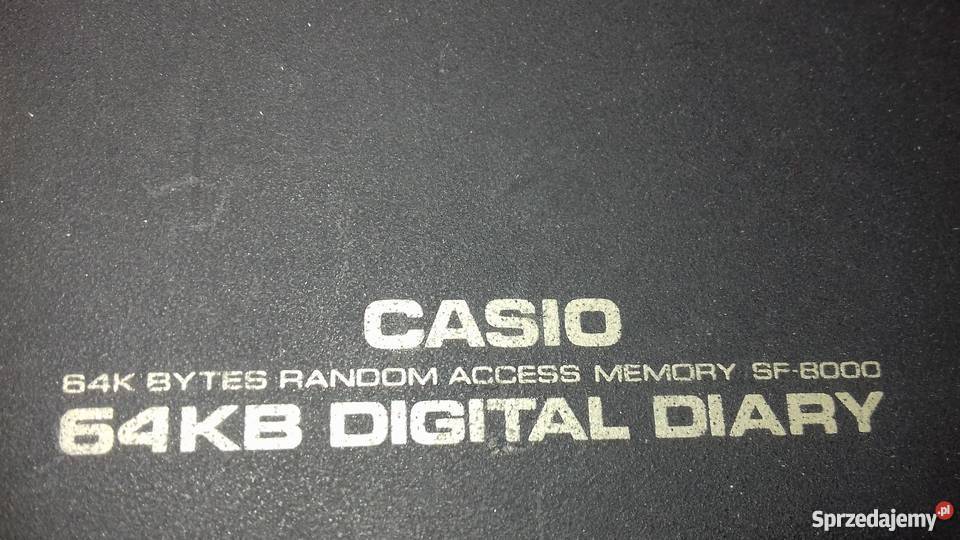 CASIO
64K BYTES RANDOM ACCESS MEMORY SF-8000
64KB DIGITAL DIARY
Sprzedajemy.pl